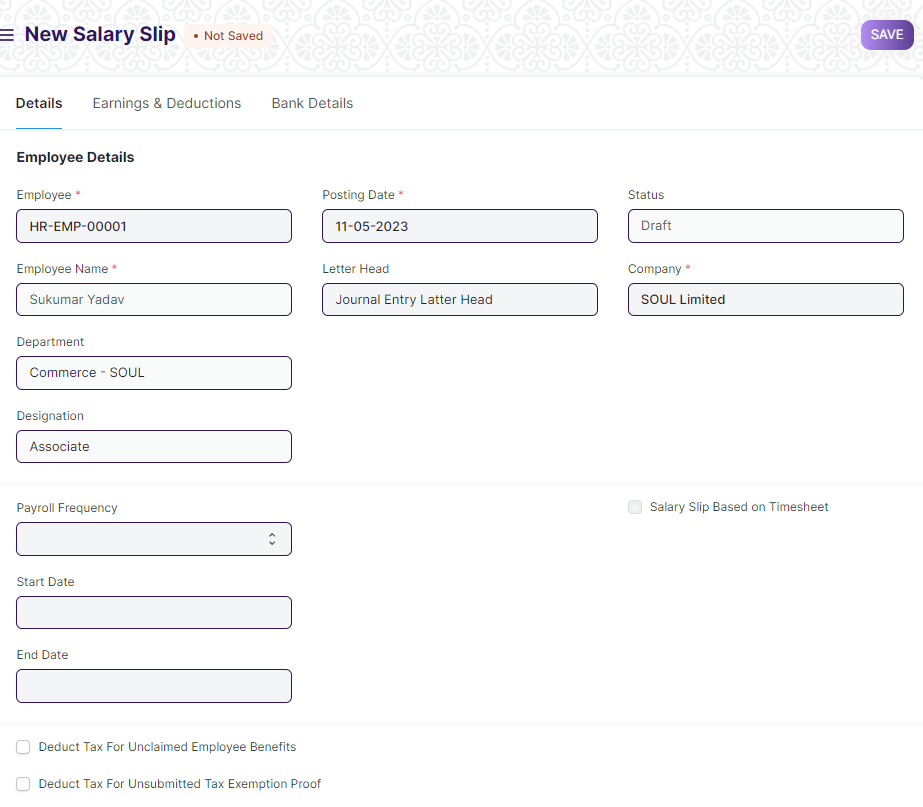 New Salary Slip
• Not Saved
SAVE
Details
Earnings & Deductions
Bank Details
Employee Details
Employee *
Posting Date *
Status
HR-EMP-00001
11-05-2023
Draft
Employee Name *
Letter Head
Company *
Sukumar Yadav
Journal Entry Latter Head
SOUL Limited
Department
Commerce - SOUL
Designation
Associate
Payroll Frequency
Salary Slip Based on Timesheet
Start Date
End Date
Deduct Tax For Unclaimed Employee Benefits
Deduct Tax For Unsubmitted Tax Exemption Proof